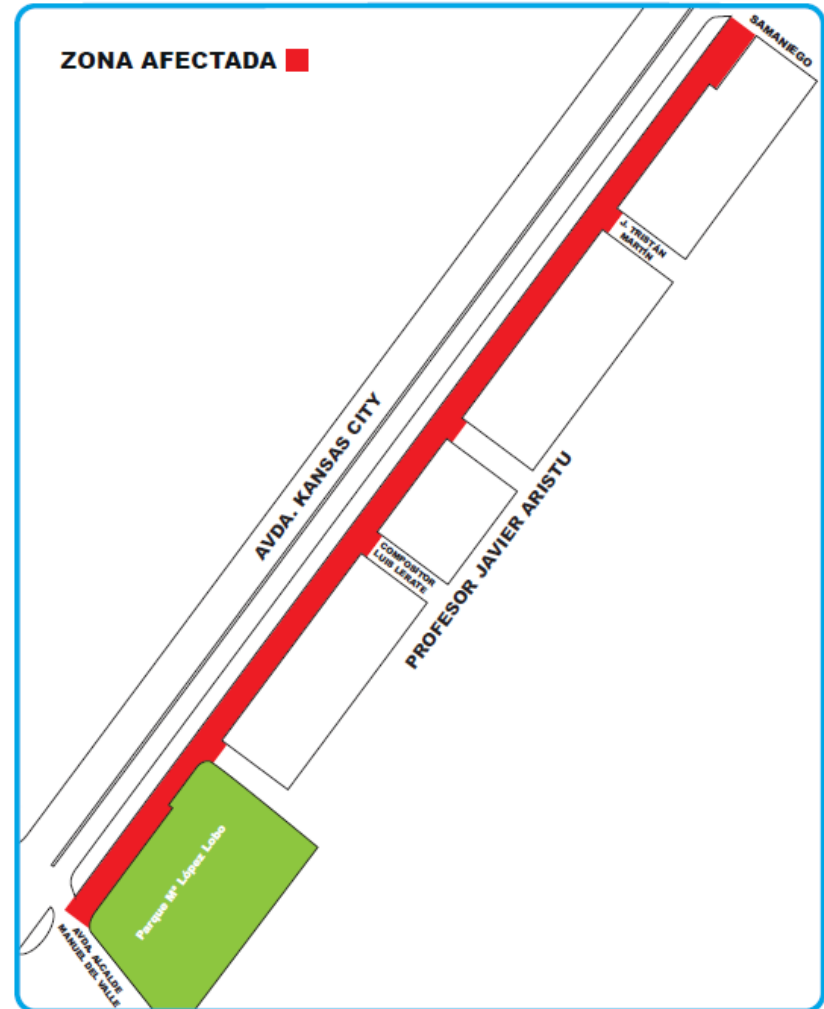 SAMANIEGO
ZONA AFECTADA
J. TRISTÁN
MARTÍN
AVDA. KANSAS CITY
PROFESOR JAVIER ARISTU
COMPOSITOR
LUIS LERATE
Parque Mª López Lobo
AVDA. ALCALDE
MANUEL DEL VALLE